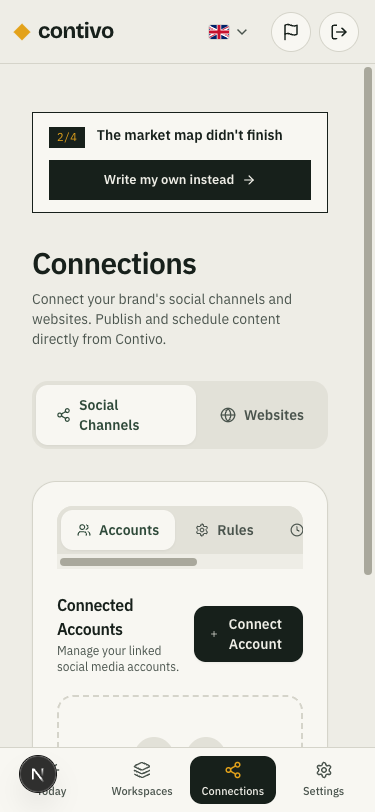 contivo
2/4 The market map didn't finish
Write my own instead
Connections
Connect your brand's social channels and
websites. Publish and schedule content
directly from Contivo.
Social
Channels
Websites
Accounts Rules
Connected
Accounts
Manage your linked
social media accounts.
+ Connect
Account
N
Workspaces Connections Settings